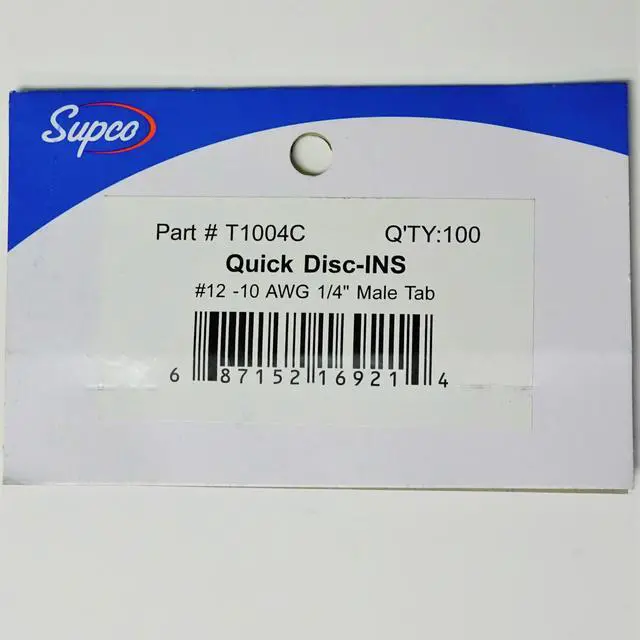 Supco
Part # T1004C Q'TY:100
Quick Disc-INS
#12 -10 AWG 1/4" Male Tab
6 87152 16921 4